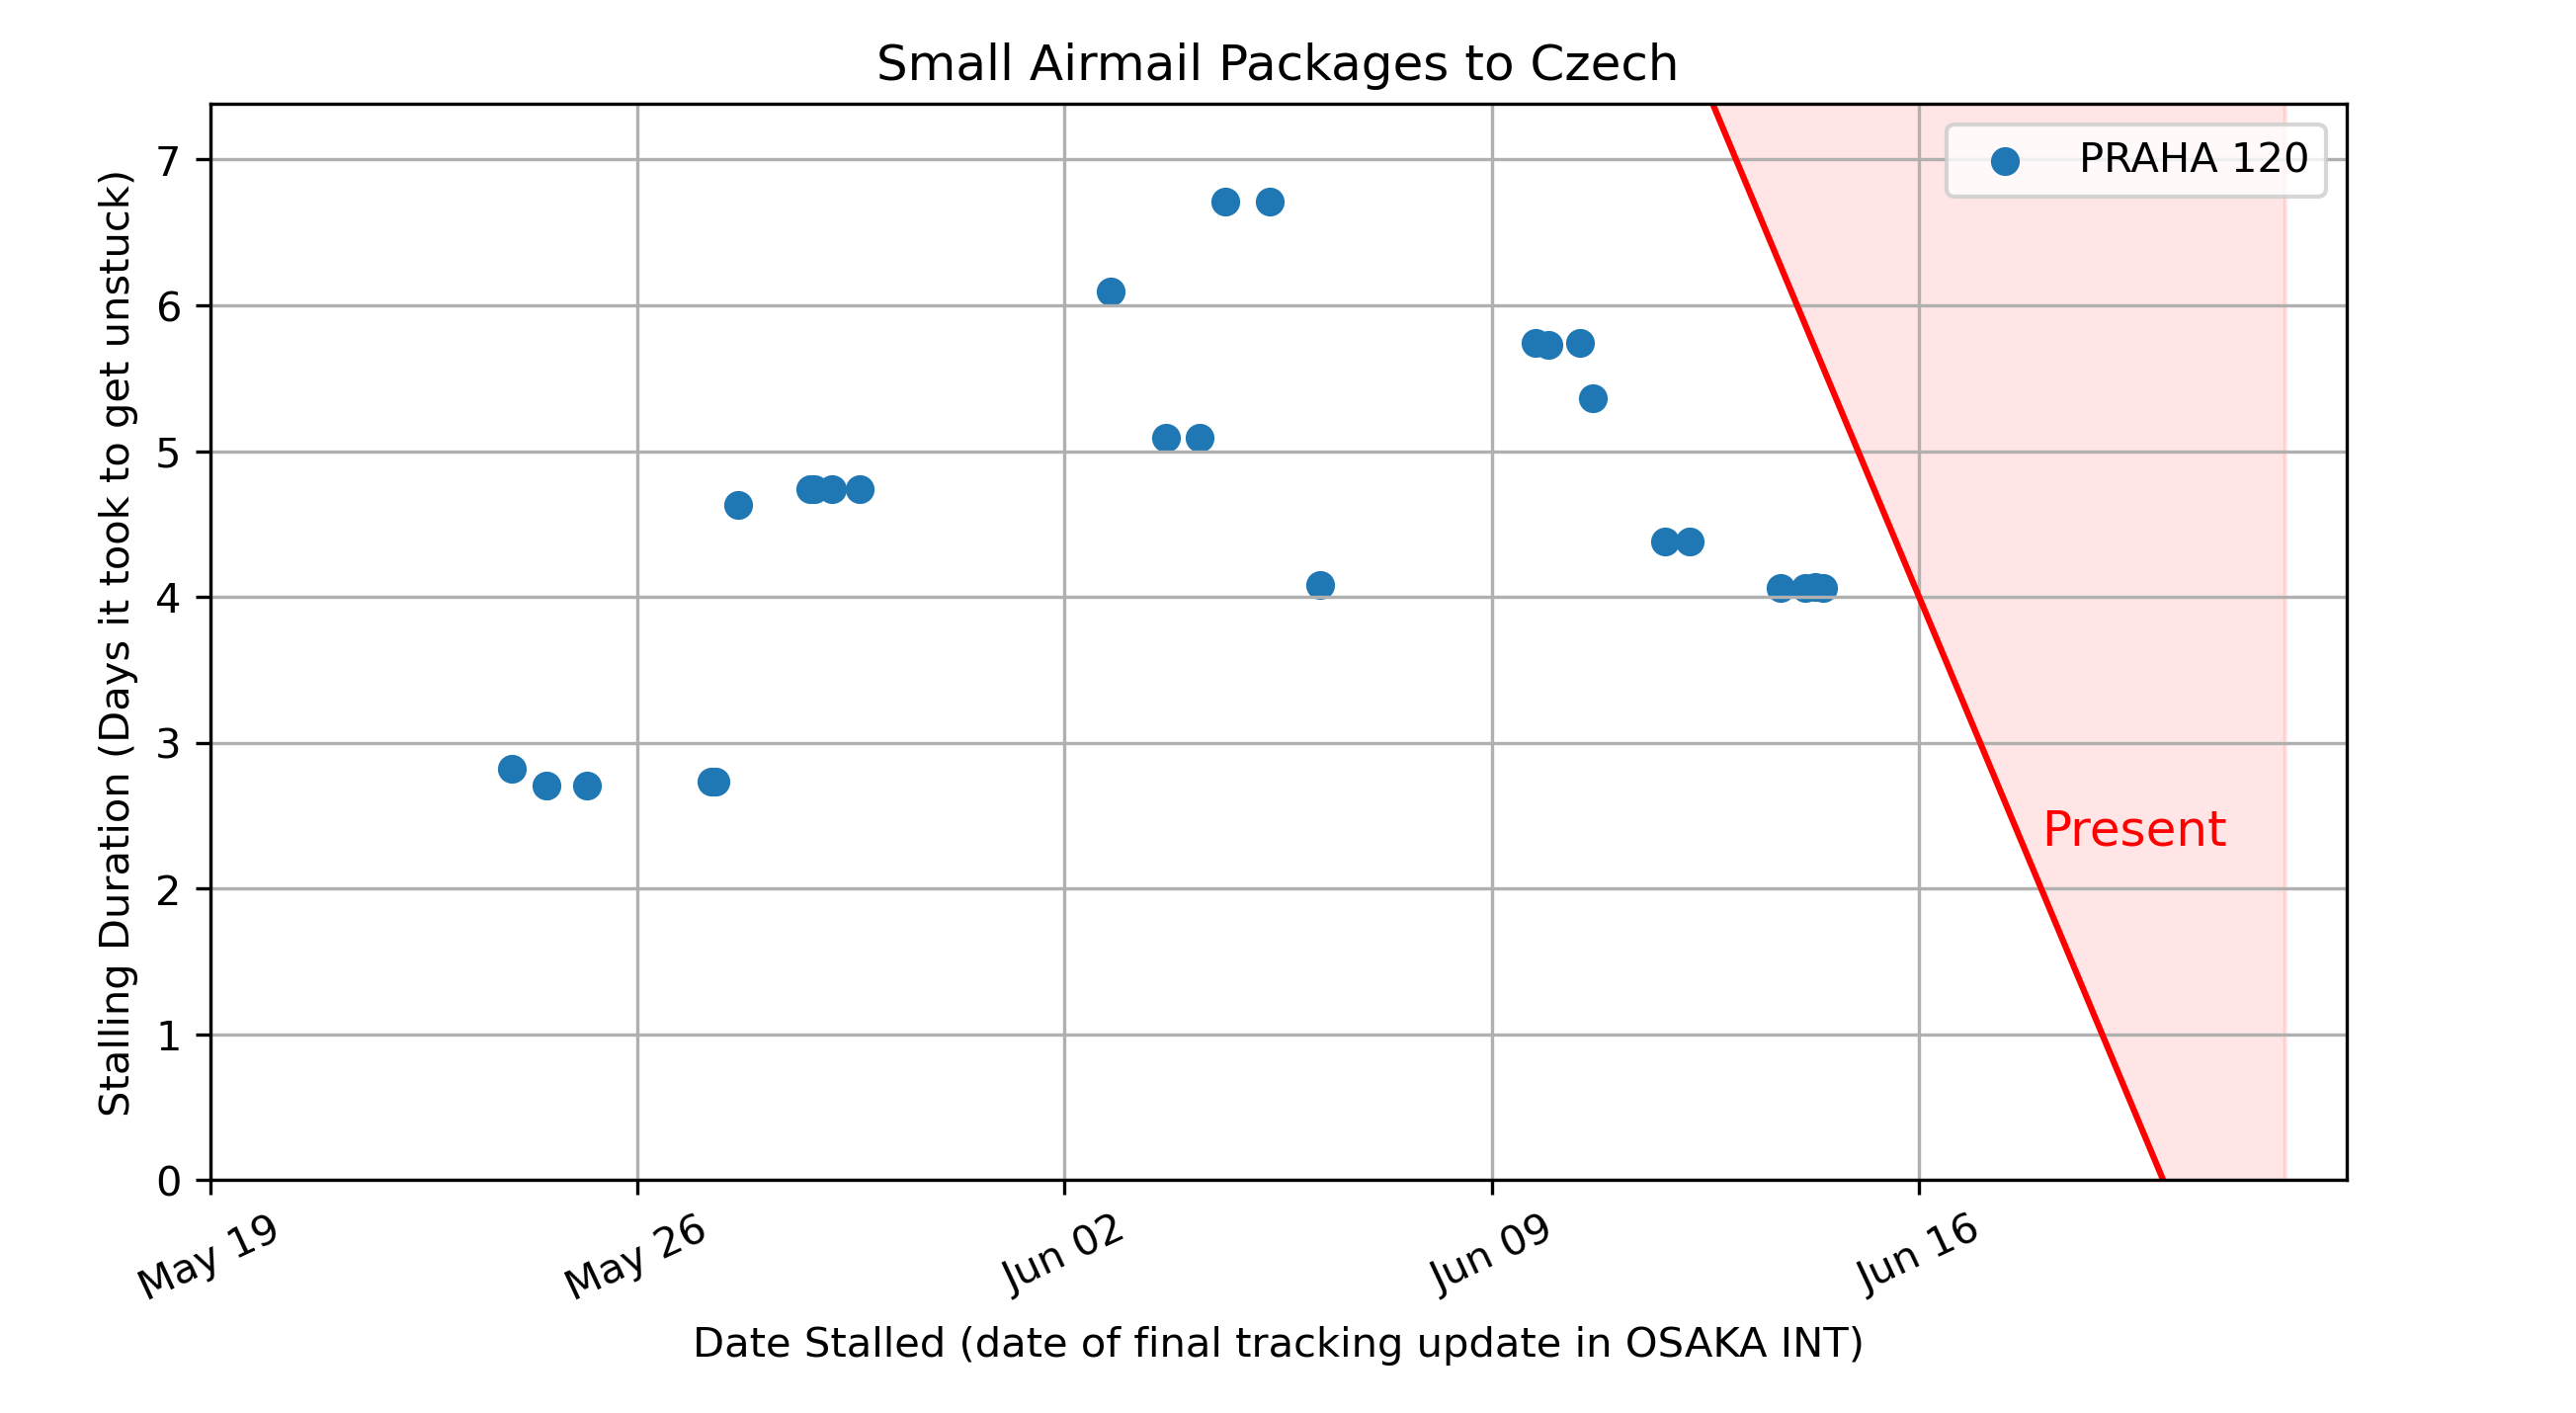 Small Airmail Packages to Czech
PRAHA 120
Stalling Duration (Days it took to get unstuck)
7
6
5
4
3
2
1
0
Present
May 19
May 26
Jun 02
Jun 09
Jun 16
Date Stalled (date of final tracking update in OSAKA INT)